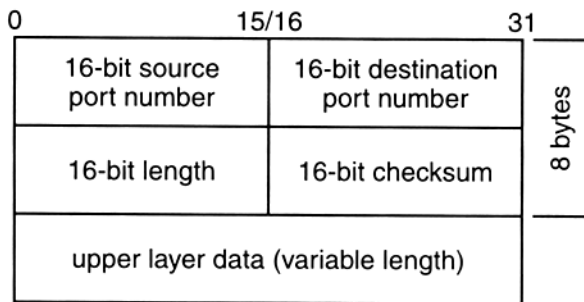 0 15/16 31
16-bit source
port number
16-bit destination
port number
8 bytes
16-bit length
16-bit checksum
upper layer data (variable length)